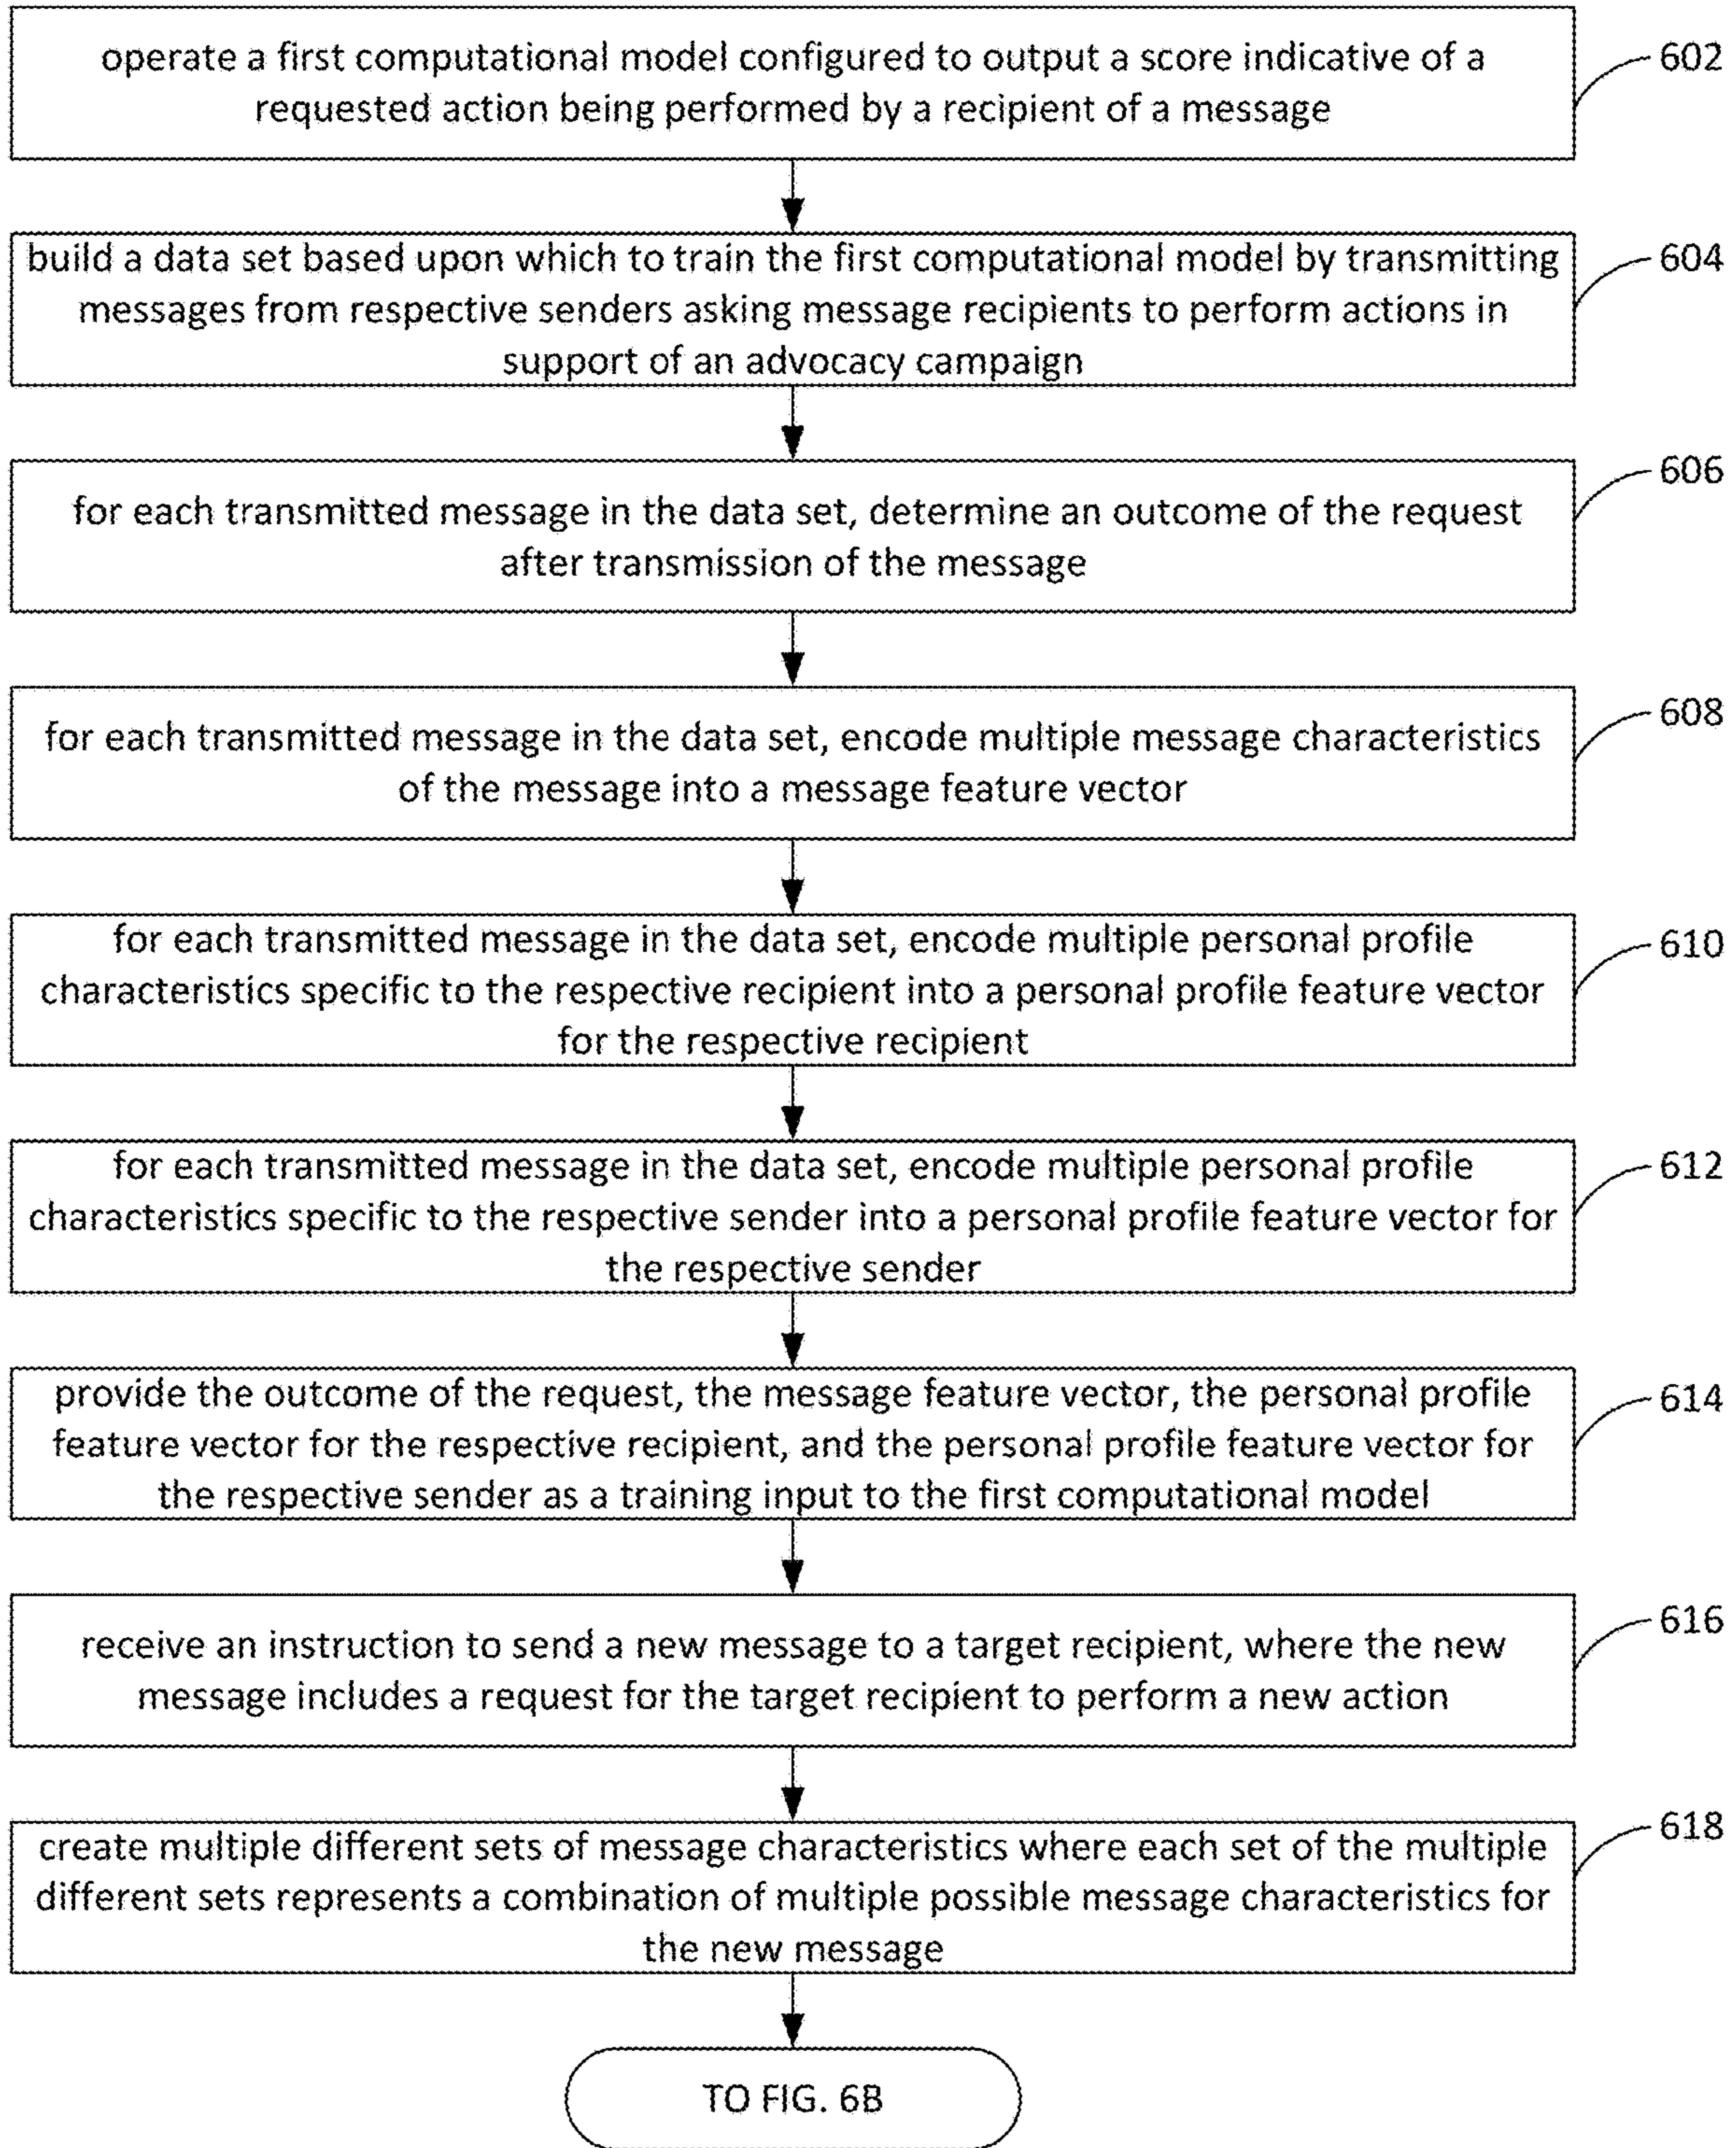 operate a first computational model configured to output a score indicative of a
requested action being performed by a recipient of a message
602
build a data set based upon which to train the first computational model by transmitting
messages from respective senders asking message recipients to perform actions in
support of an advocacy campaign
604
for each transmitted message in the data set, determine an outcome of the request
after transmission of the message
606
for each transmitted message in the data set, encode multiple message characteristics
of the message into a message feature vector
608
for each transmitted message in the data set, encode multiple personal profile
characteristics specific to the respective recipient into a personal profile feature vector
for the respective recipient
610
for each transmitted message in the data set, encode multiple personal profile
characteristics specific to the respective sender into a personal profile feature vector for
the respective sender
612
provide the outcome of the request, the message feature vector, the personal profile
feature vector for the respective recipient, and the personal profile feature vector for
the respective sender as a training input to the first computational model
614
receive an instruction to send a new message to a target recipient, where the new
message includes a request for the target recipient to perform a new action
616
create multiple different sets of message characteristics where each set of the multiple
different sets represents a combination of multiple possible message characteristics for
the new message
618
TO FIG. 6B